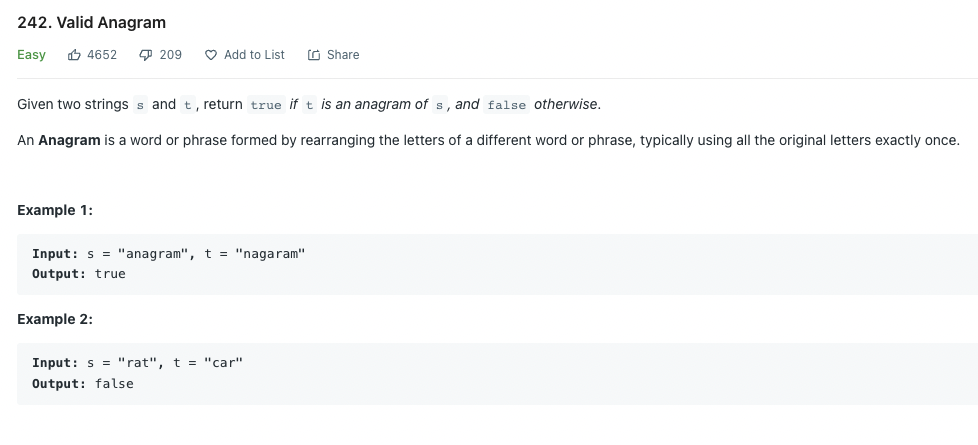 242. Valid Anagram
Easy 4652 209 Add to List Share
Given two strings s and t , return true if t is an anagram of s , and false otherwise.
An Anagram is a word or phrase formed by rearranging the letters of a different word or phrase, typically using all the original letters exactly once.
Example 1:
Input: s = "anagram", t = "nagaram"
Output: true
Example 2:
Input: s = "rat", t = "car"
Output: false